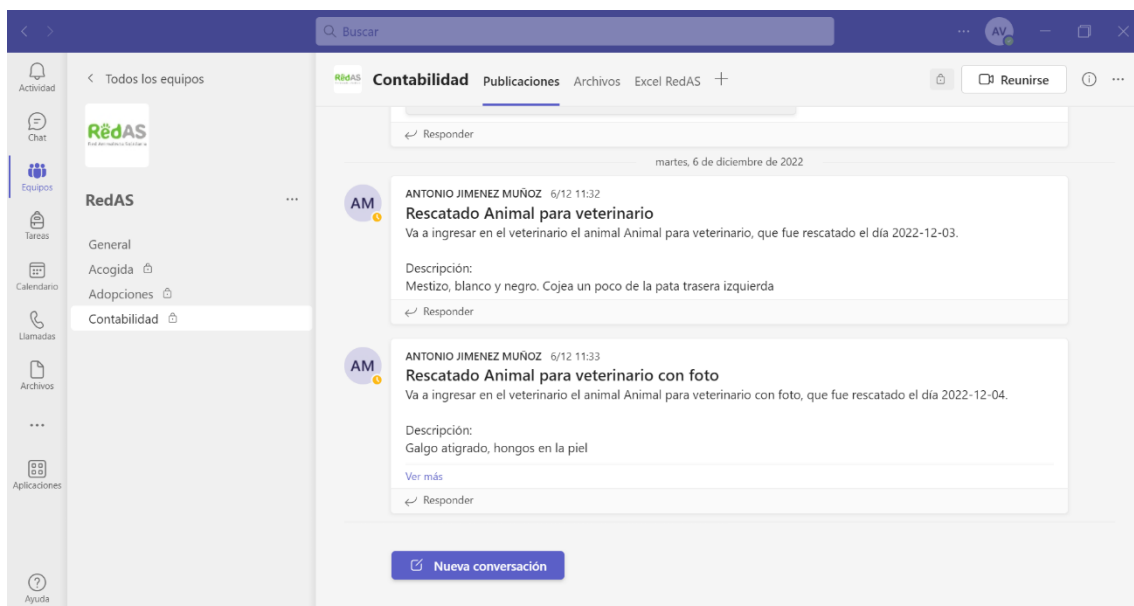 Buscar
AV
Actividad
Chat
Equipos
Tareas
Calendario
Llamadas
Archivos
Aplicaciones
Ayuda
Todos los equipos
RëdAS
RedAS
General
Acogida
Adopciones
Contabilidad
RëdAS Contabilidad Publicaciones Archivos Excel RedAS
Reunirse
Responder
martes, 6 de diciembre de 2022
AM
ANTONIO JIMENEZ MUÑOZ 6/12 11:32
Rescatado Animal para veterinario
Va a ingresar en el veterinario el animal Animal para veterinario, que fue rescatado el día 2022-12-03.
Descripción:
Mestizo, blanco y negro. Cojea un poco de la pata trasera izquierda
Responder
AM
ANTONIO JIMENEZ MUÑOZ 6/12 11:33
Rescatado Animal para veterinario con foto
Va a ingresar en el veterinario el animal Animal para veterinario con foto, que fue rescatado el día 2022-12-04.
Descripción:
Galgo atigrado, hongos en la piel
Ver más
Responder
Nueva conversación